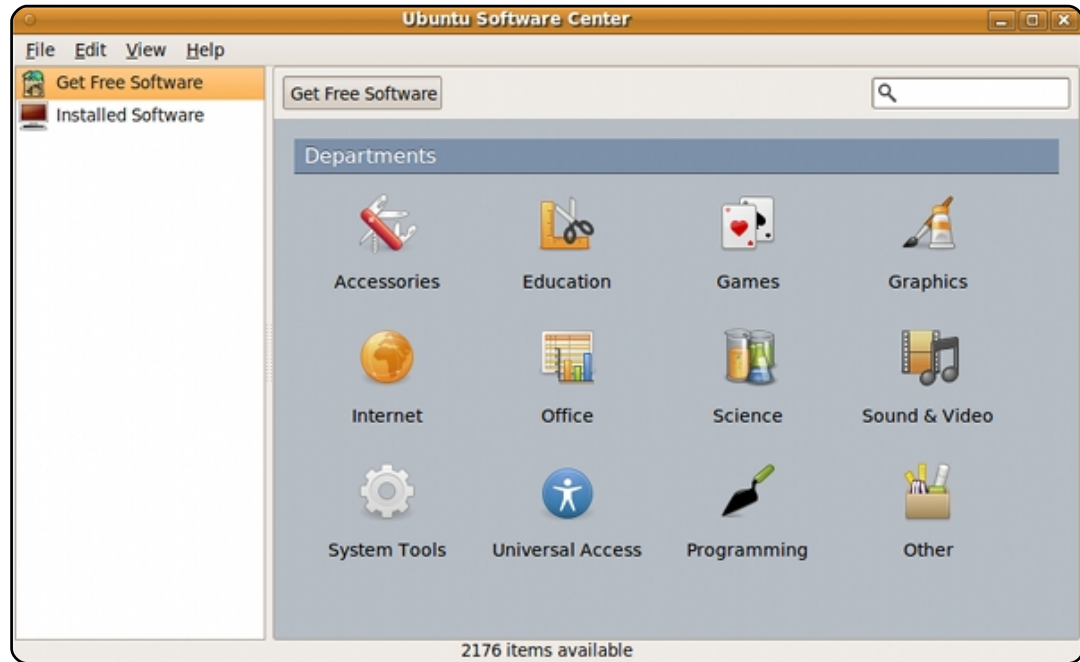 Ubuntu Software Center
File Edit View Help
Get Free Software
Installed Software
Get Free Software
Departments
Accessories Education Games Graphics
Internet Office Science Sound & Video
System Tools Universal Access Programming Other
2176 items available